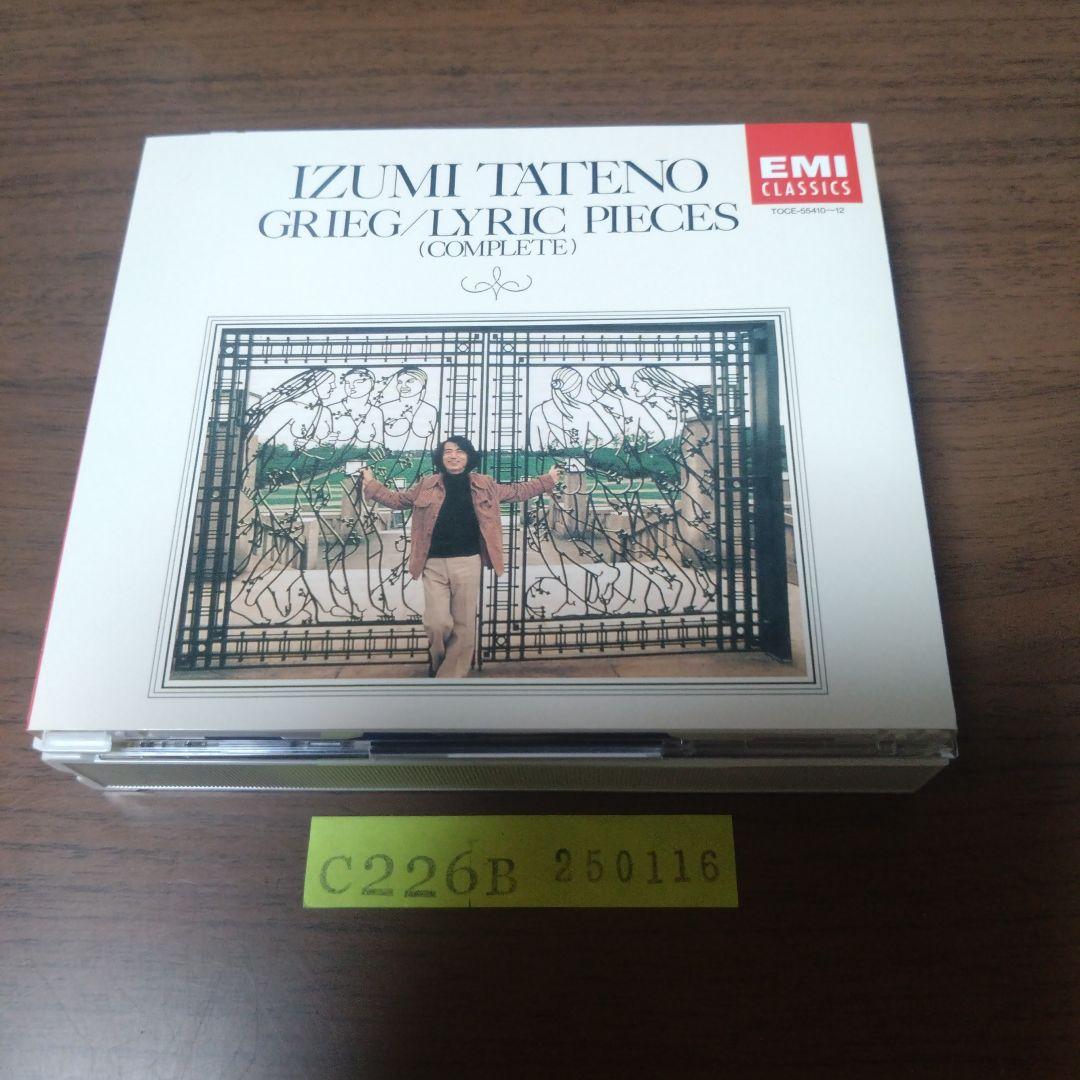 IZUMI TATENO
GRIEG/LYRIC PIECES
(COMPLETE)
EMI
CLASSICS
TOCE-55410~12
C226B 250116